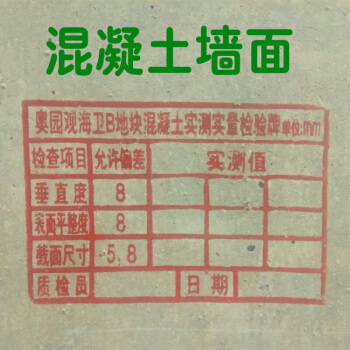 混凝土墙面
奥园观海卫B地块混凝土实测实量检验牌 单位:mm
检查项目 允许偏差 实测值
垂直度 8
表面平整度 8
截面尺寸 -5,8
质检员 日期